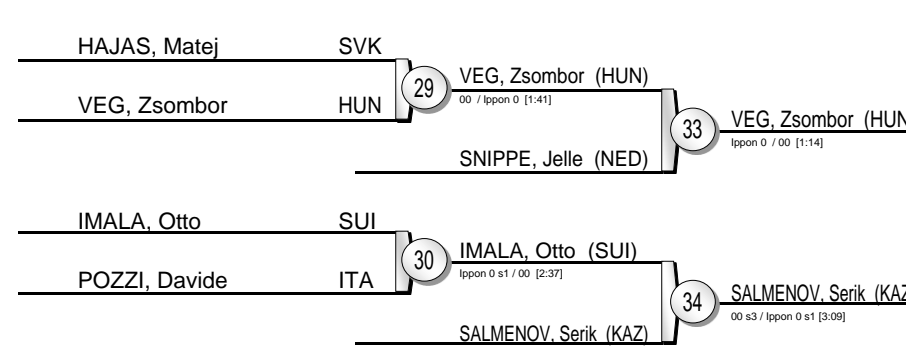 HAJAS, Matej SVK
29
VEG, Zsombor (HUN)
00 / Ippon 0 [1:41]
VEG, Zsombor HUN
33
VEG, Zsombor (HUN
Ippon 0 / 00 [1:14]
SNIPPE, Jelle (NED)
IMALA, Otto SUI
30
IMALA, Otto (SUI)
Ippon 0 s1 / 00 [2:37]
POZZI, Davide ITA
34
SALMENOV, Serik (KAZ
00 s3 / Ippon 0 s1 [3:09]
SALMENOV, Serik (KAZ)